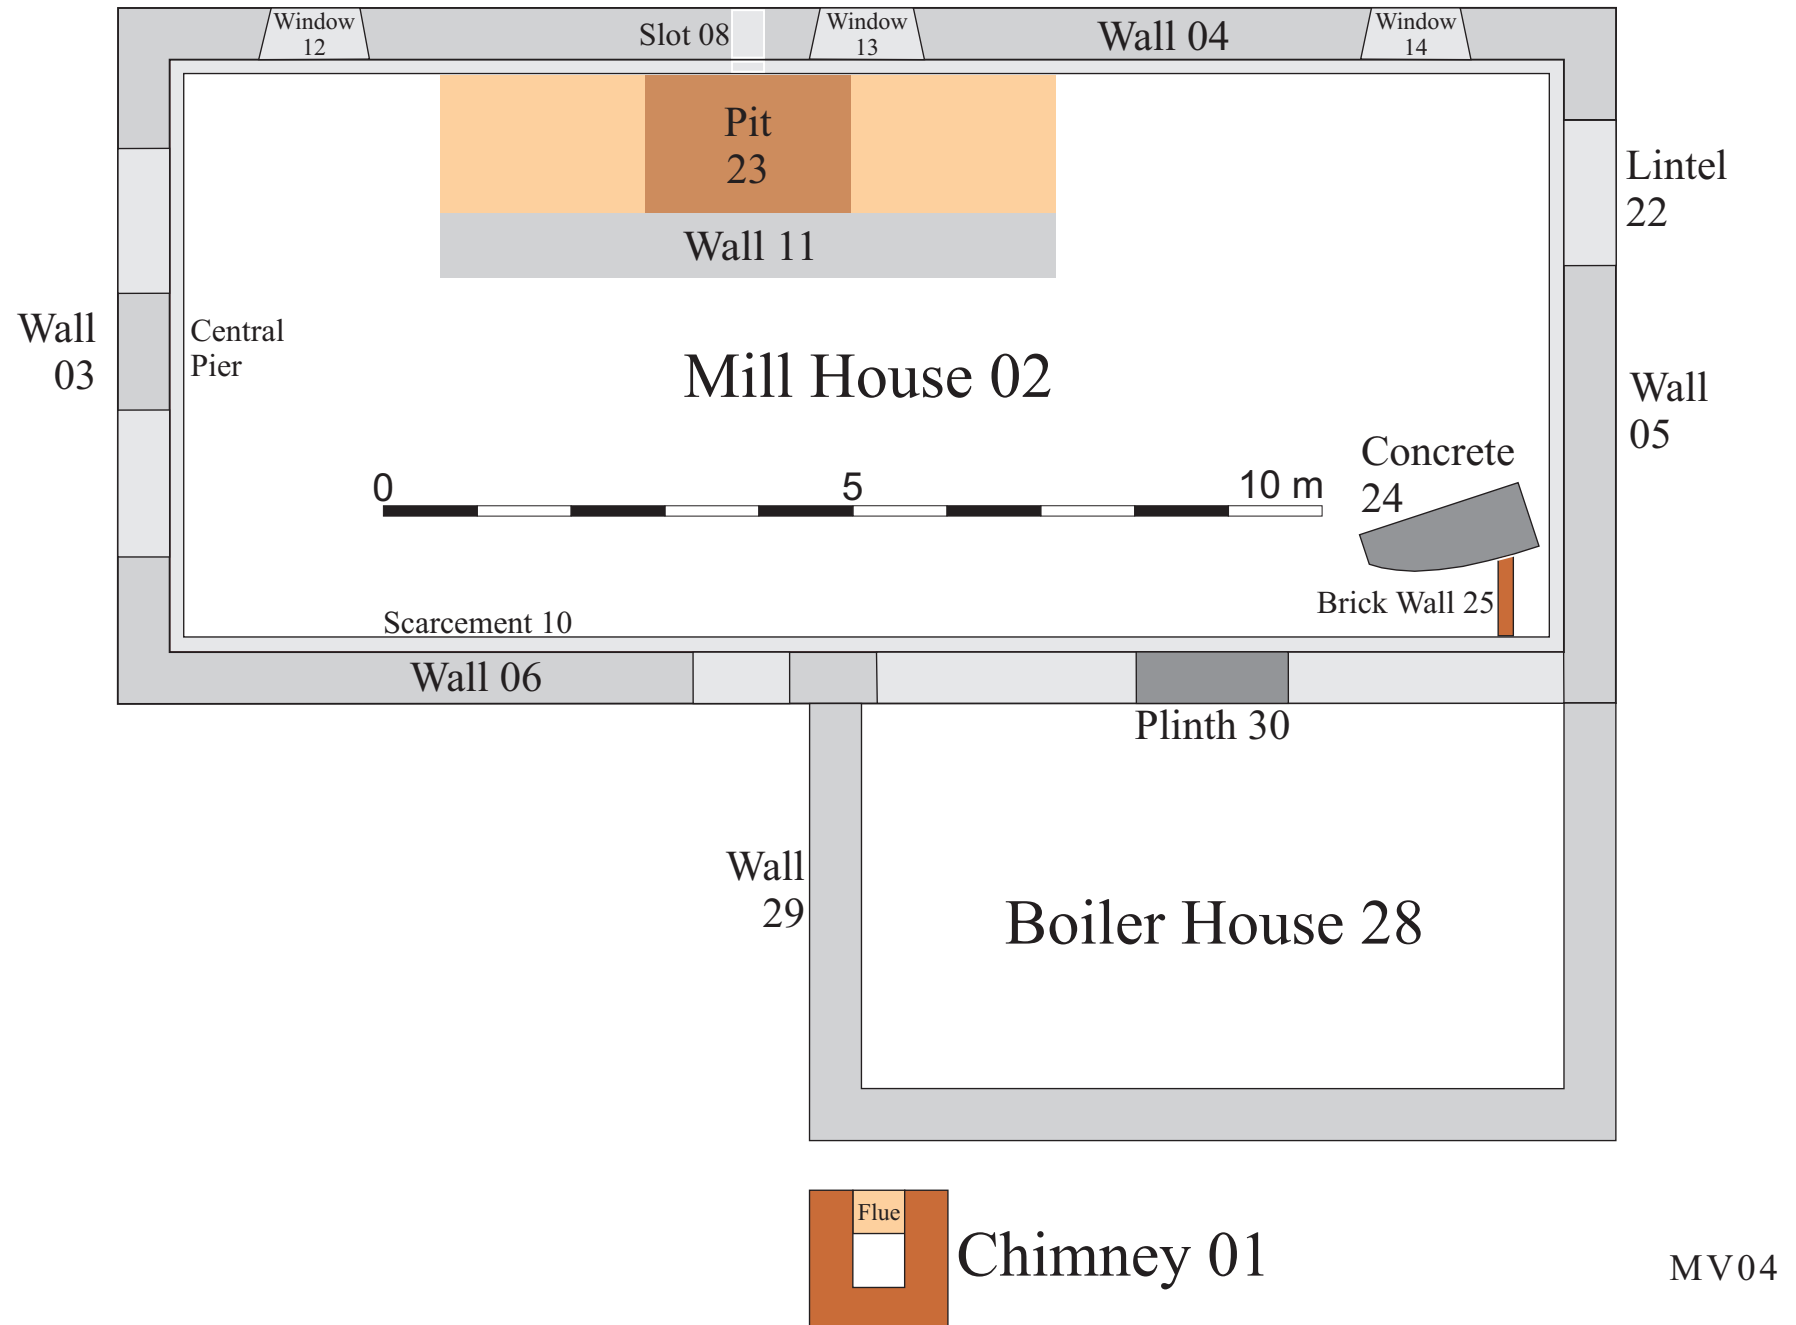 Window
12
Slot 08
Window
13
Wall 04
Window
14
Pit
23
Lintel
22
Wall 11
Wall
03
Central
Pier
Mill House 02
Wall
05
Concrete
24
0 5 10 m
Brick Wall 25
Scarcement 10
Wall 06
Plinth 30
Wall
29
Boiler House 28
Flue
Chimney 01
MV04